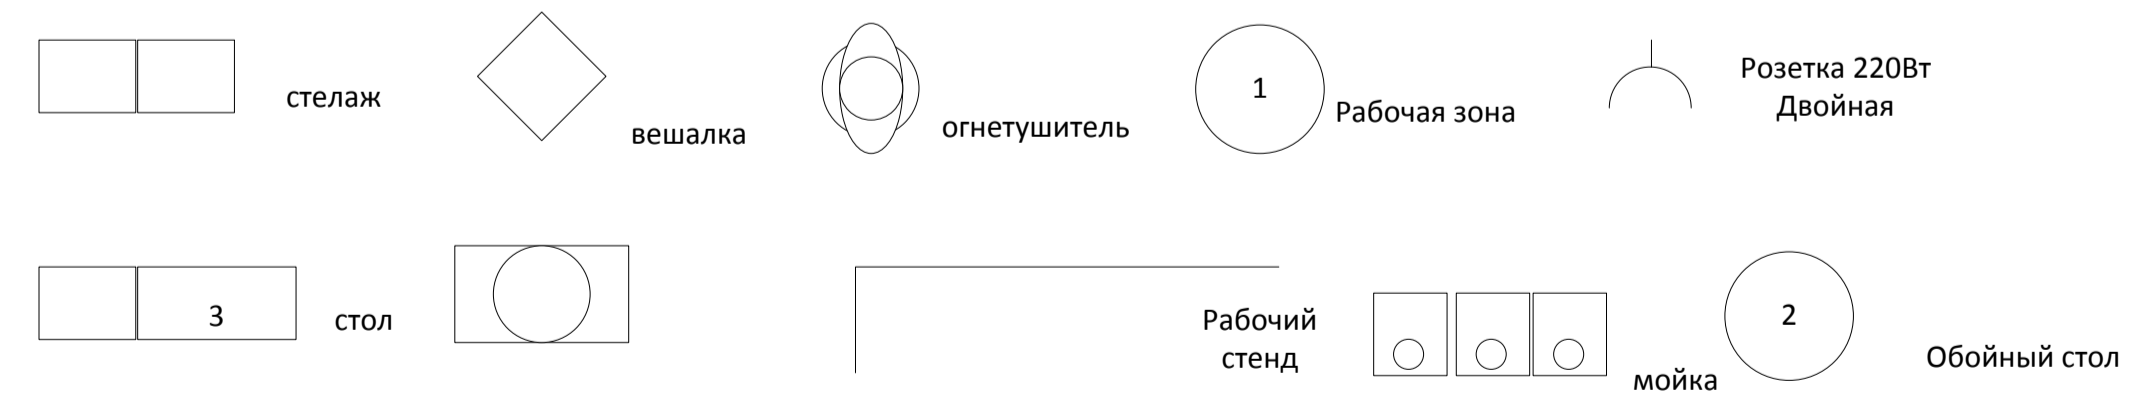 стелаж
вешалка
огнетушитель
1
Рабочая зона
Розетка 220Вт
Двойная
3
стол
Рабочий
стенд
мойка
2
Обойный стол